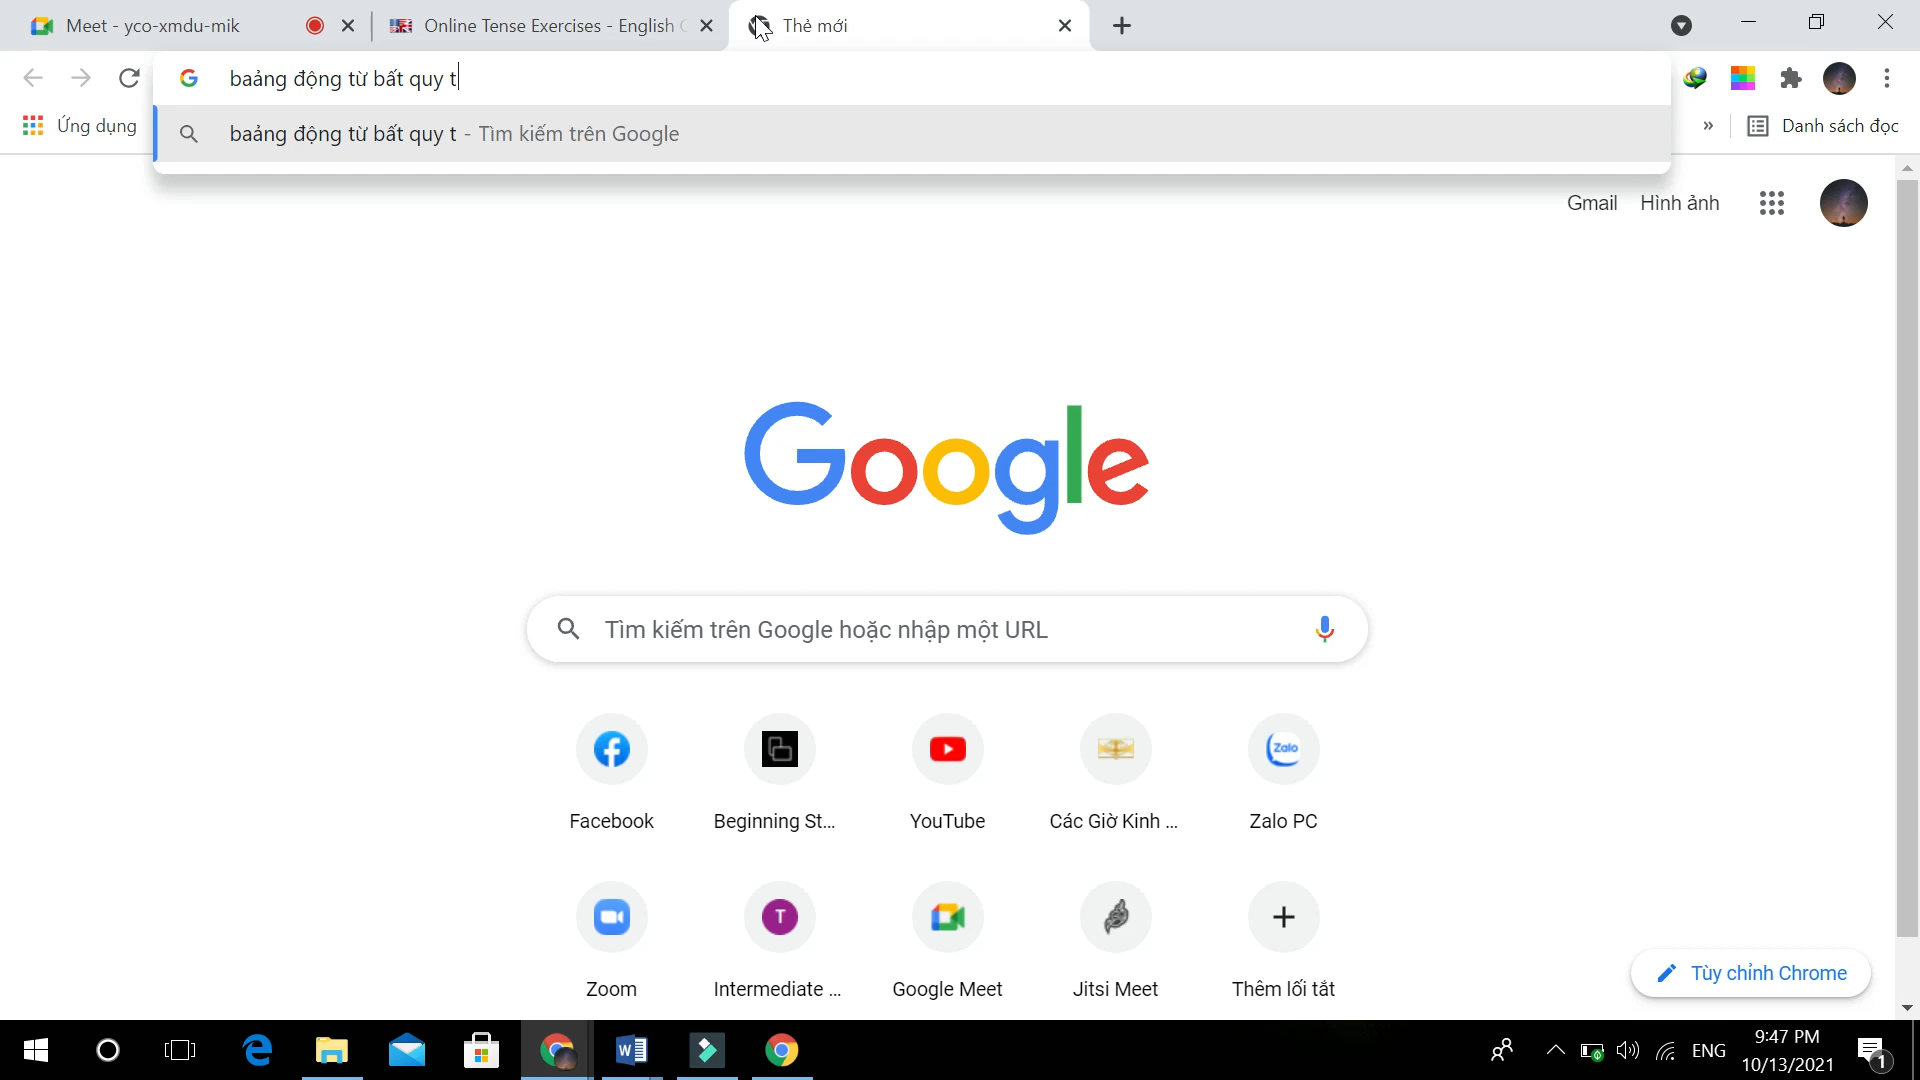 Meet - yco-xmdu-mik
Online Tense Exercises - English
Thẻ mới
baảng động từ bất quy t
baảng động từ bất quy t - Tìm kiếm trên Google
Ứng dụng
»
Danh sách đọc
Gmail
Hình ảnh
Google
Tìm kiếm trên Google hoặc nhập một URL
Zalo
Facebook
Beginning St...
YouTube
Các Giờ Kinh ...
Zalo PC
T
Zoom
Intermediate ...
Google Meet
Jitsi Meet
Thêm lối tắt
Tùy chỉnh Chrome
ENG
9:47 PM
10/13/2021
1